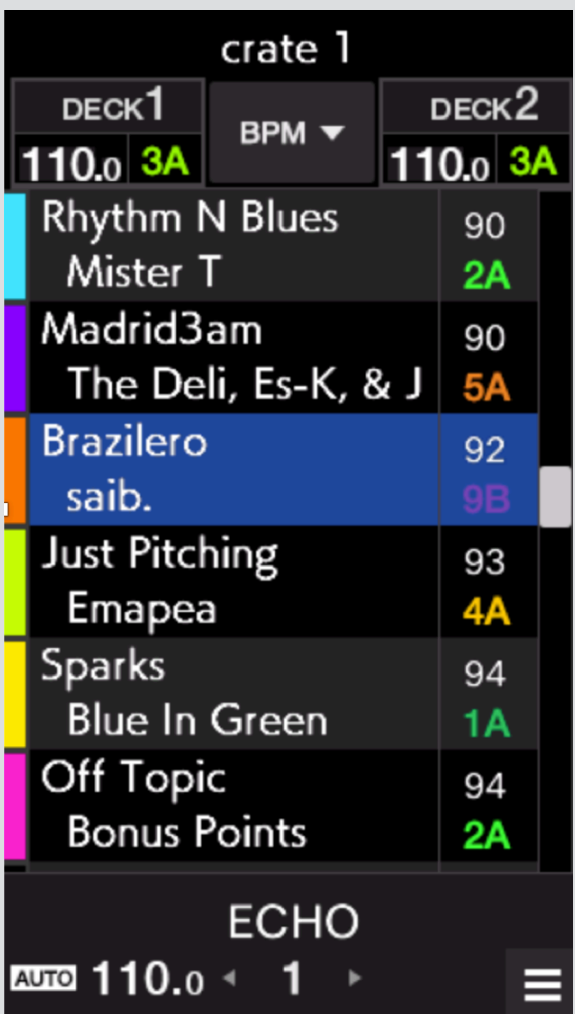 crate 1
DECK1 BPM DECK2
110.0 3A 110.0 3A
Rhythm N Blues 90
Mister T 2A
Madrid3am 90
The Deli, Es-K, & J 5A
Brazilero 92
saib. 9B
Just Pitching 93
Emapea 4A
Sparks 94
Blue In Green 1A
Off Topic 94
Bonus Points 2A
ECHO
AUTO 110.0 1